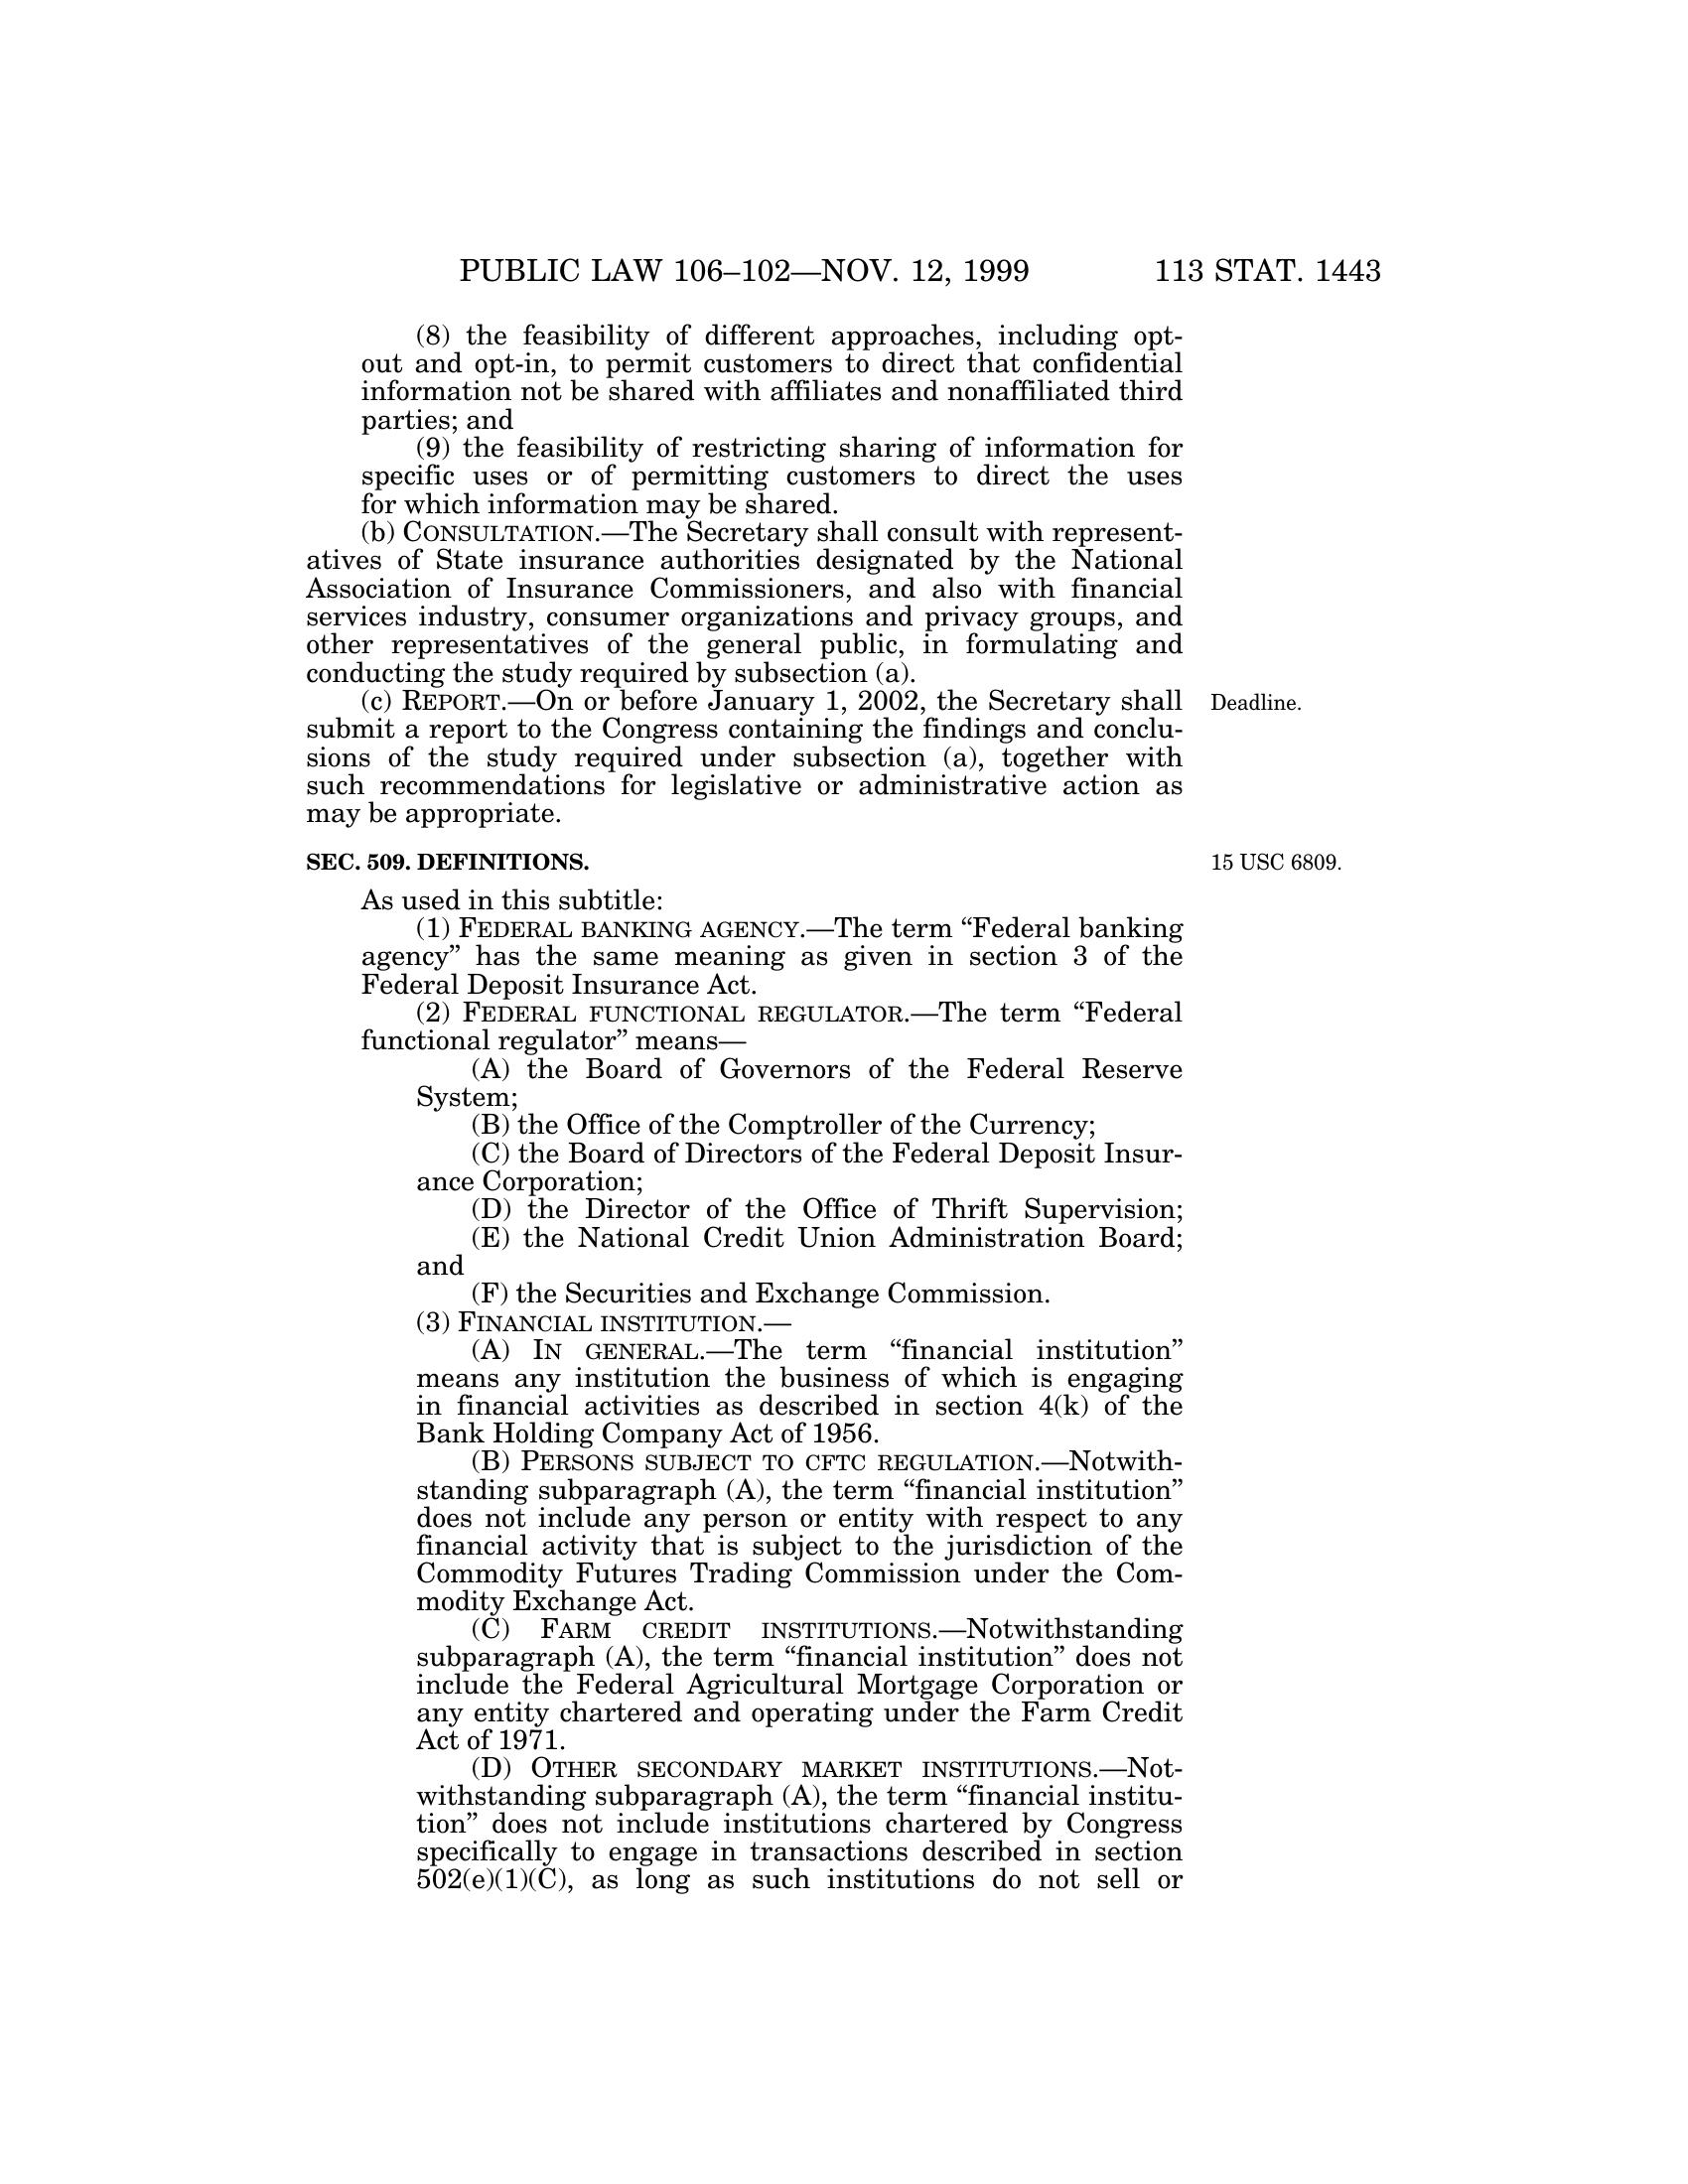 PUBLIC LAW 106–102—NOV. 12, 1999 113 STAT. 1443
(8) the feasibility of different approaches, including opt-
out and opt-in, to permit customers to direct that confidential
information not be shared with affiliates and nonaffiliated third
parties; and
(9) the feasibility of restricting sharing of information for
specific uses or of permitting customers to direct the uses
for which information may be shared.
(b) CONSULTATION.—The Secretary shall consult with represent-
atives of State insurance authorities designated by the National
Association of Insurance Commissioners, and also with financial
services industry, consumer organizations and privacy groups, and
other representatives of the general public, in formulating and
conducting the study required by subsection (a).
(c) REPORT.—On or before January 1, 2002, the Secretary shall Deadline.
submit a report to the Congress containing the findings and conclu-
sions of the study required under subsection (a), together with
such recommendations for legislative or administrative action as
may be appropriate.
SEC. 509. DEFINITIONS. 15 USC 6809.
As used in this subtitle:
(1) FEDERAL BANKING AGENCY.—The term “Federal banking
agency” has the same meaning as given in section 3 of the
Federal Deposit Insurance Act.
(2) FEDERAL FUNCTIONAL REGULATOR.—The term “Federal
functional regulator” means—
(A) the Board of Governors of the Federal Reserve
System;
(B) the Office of the Comptroller of the Currency;
(C) the Board of Directors of the Federal Deposit Insur-
ance Corporation;
(D) the Director of the Office of Thrift Supervision;
(E) the National Credit Union Administration Board;
and
(F) the Securities and Exchange Commission.
(3) FINANCIAL INSTITUTION.—
(A) IN GENERAL.—The term “financial institution”
means any institution the business of which is engaging
in financial activities as described in section 4(k) of the
Bank Holding Company Act of 1956.
(B) PERSONS SUBJECT TO CFTC REGULATION.—Notwith-
standing subparagraph (A), the term “financial institution”
does not include any person or entity with respect to any
financial activity that is subject to the jurisdiction of the
Commodity Futures Trading Commission under the Com-
modity Exchange Act.
(C) FARM CREDIT INSTITUTIONS.—Notwithstanding
subparagraph (A), the term “financial institution” does not
include the Federal Agricultural Mortgage Corporation or
any entity chartered and operating under the Farm Credit
Act of 1971.
(D) OTHER SECONDARY MARKET INSTITUTIONS.—Not-
withstanding subparagraph (A), the term “financial institu-
tion” does not include institutions chartered by Congress
specifically to engage in transactions described in section
502(e)(1)(C), as long as such institutions do not sell or